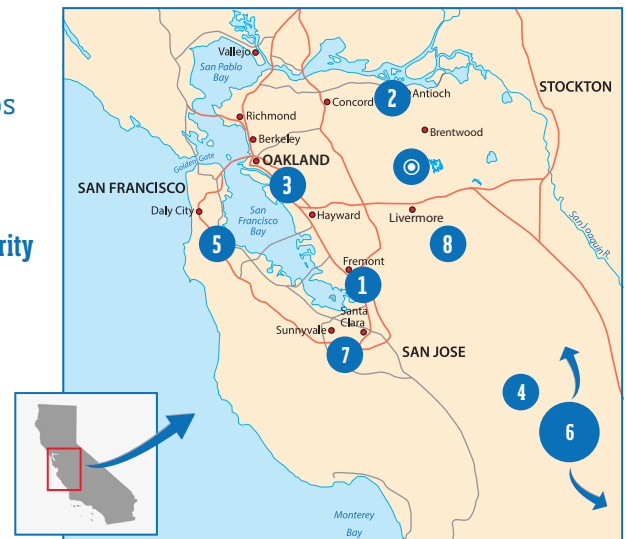 Vallejo
San Pablo
Bay
STOCKTON
Concord
2
Antioch
os
Richmond
Brentwood
Berkeley
Golden Gate
OAKLAND
SAN FRANCISCO
3
San Joaquin R.
Daly City
San
Francisco
Bay
Hayward
Livermore
rity
5
8
Fremont
1
Santa
Clara
Sunnyvale
7
SAN JOSE
4
6
Monterey
Bay